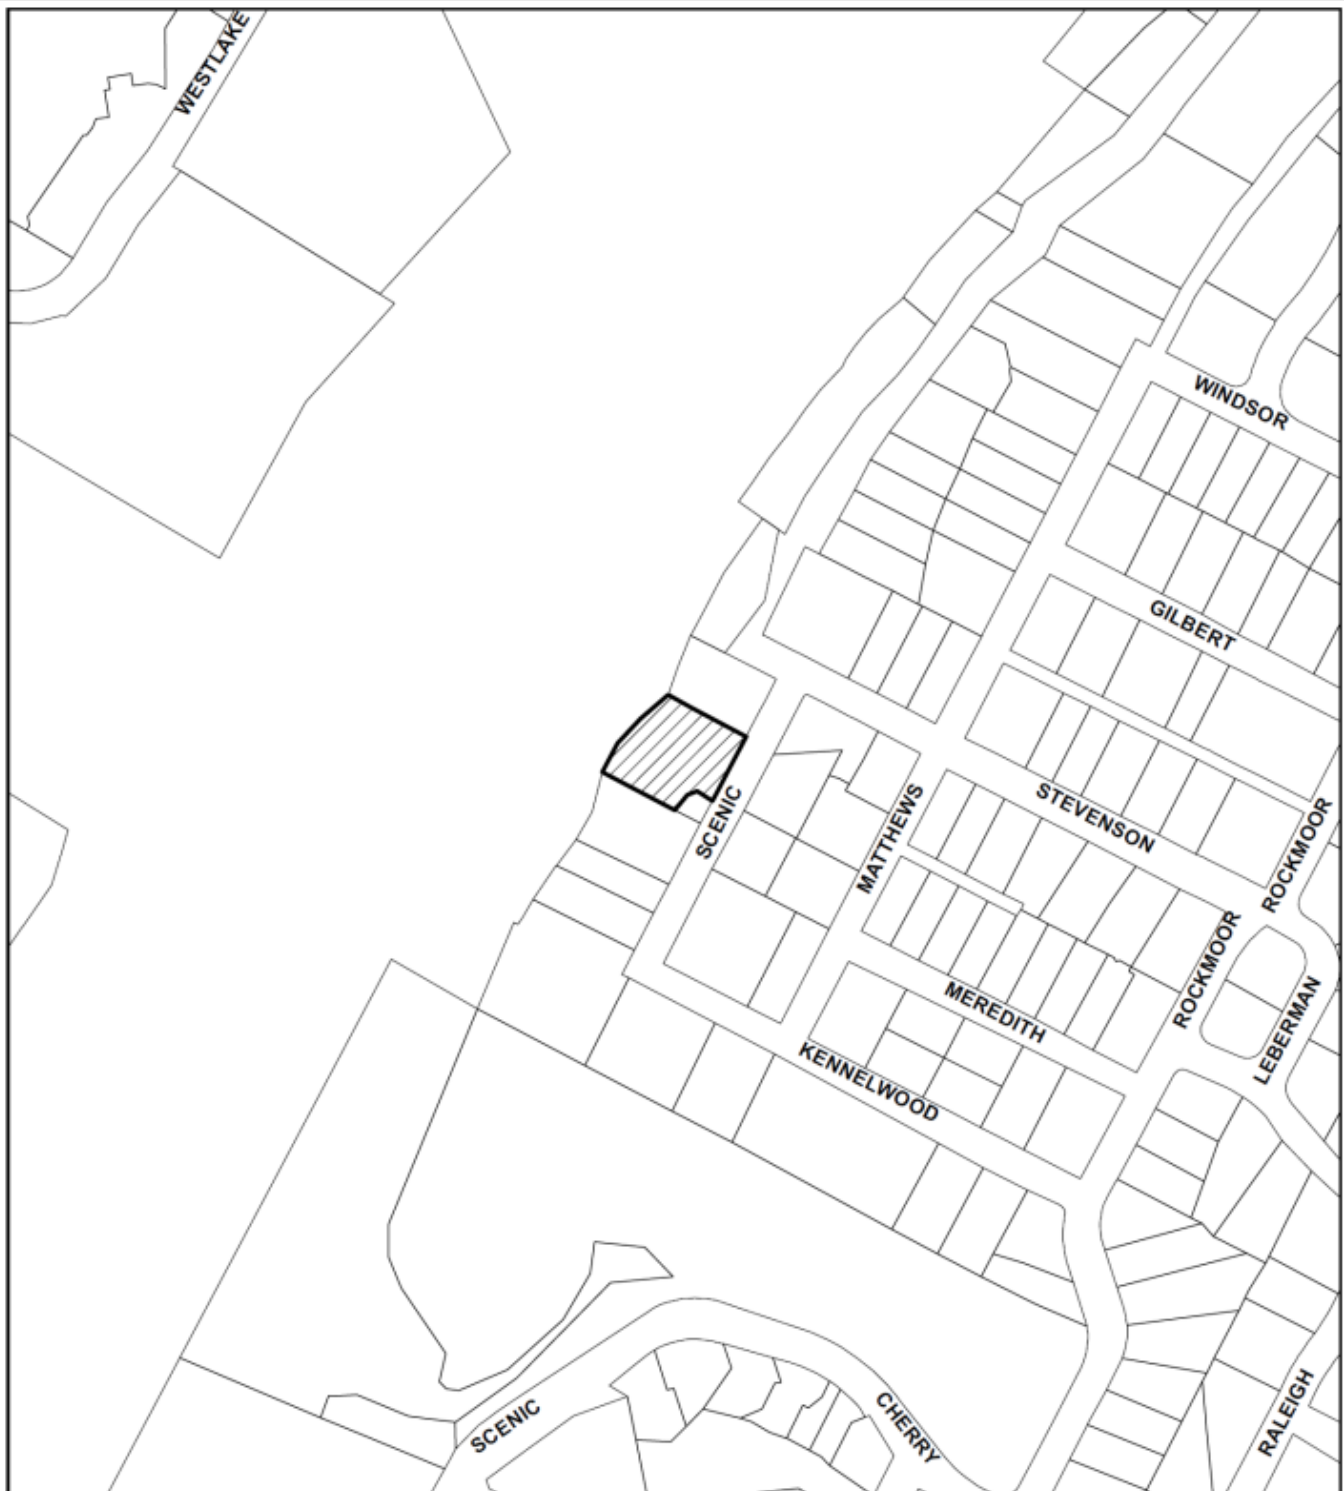 WESTLAKE
WINDSOR
GILBERT
STEVENSON
SCENIC
MATTHEWS
ROCKMOOR
ROCKMOOR
MEREDITH
LEBERMAN
KENNELWOOD
SCENIC
CHERRY
RALEIGH